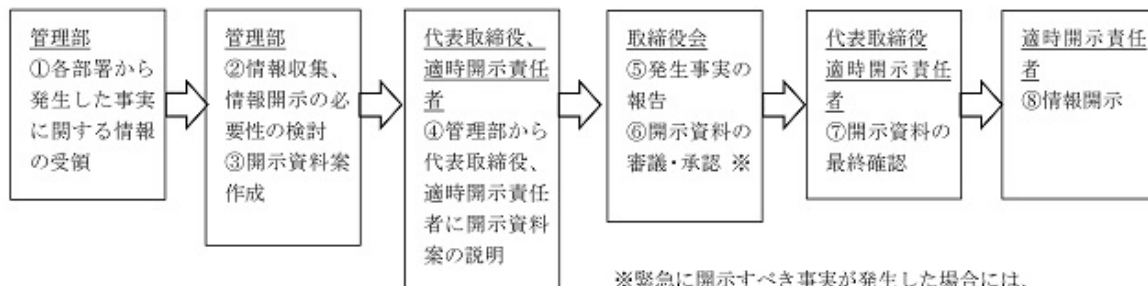 管理部
①各部署から
発生した事実
に関する情報
の受領
管理部
②情報収集、
情報開示の必
要性の検討
③開示資料案
作成
代表取締役、
適時開示責任
者
④管理部から
代表取締役、
適時開示責任
者に開示資料
案の説明
取締役会
⑤発生事実の
報告
⑥開示資料の
審議・承認 ※
代表取締役
適時開示責任
者
⑦開示資料の
最終確認
適時開示責任
者
⑧情報開示
※緊急に開示すべき事実が発生した場合には、